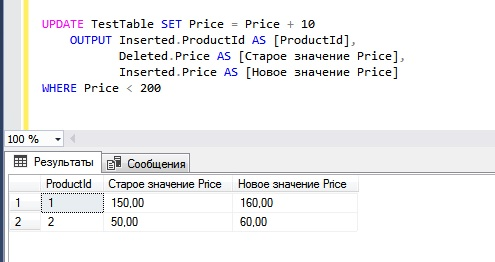 UPDATE TestTable SET Price = Price + 10
OUTPUT Inserted.ProductId AS [ProductId],
Deleted.Price AS [Старое значение Price],
Inserted.Price AS [Новое значение Price]
WHERE Price < 200
100 %
Результаты Сообщения
ProductId Старое значение Price Новое значение Price
1 1 150,00 160,00
2 2 50,00 60,00